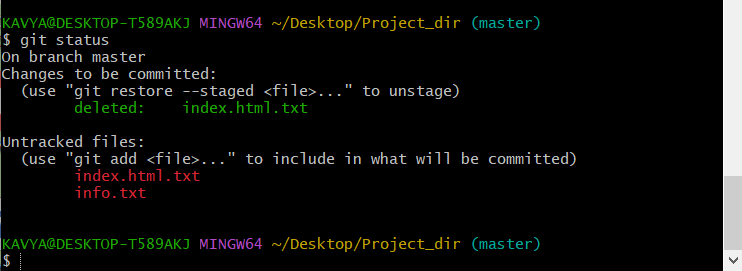 KAVYA@DESKTOP-T589AKJ MINGW64 ~/Desktop/Project_dir (master)
$ git status
On branch master
Changes to be committed:
  (use "git restore --staged <file>..." to unstage)
        deleted:    index.html.txt

Untracked files:
  (use "git add <file>..." to include in what will be committed)
        index.html.txt
        info.txt

KAVYA@DESKTOP-T589AKJ MINGW64 ~/Desktop/Project_dir (master)
$